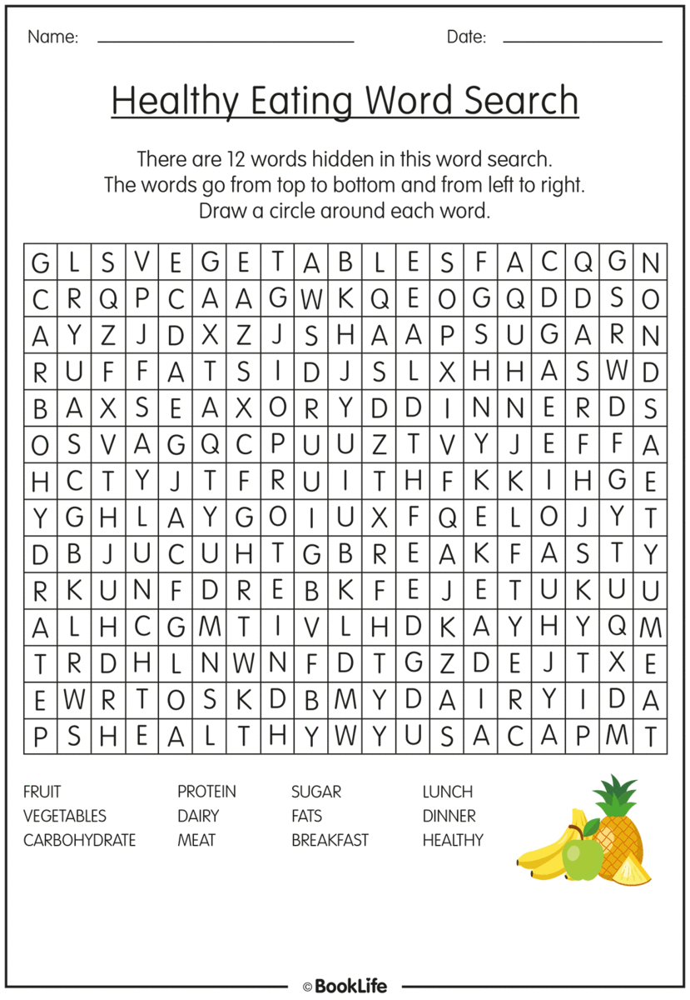 Name:
Date:
Healthy Eating Word Search
There are 12 words hidden in this word search.
The words go from top to bottom and from left to right.
Draw a circle around each word.
G L S V E G E T A B L E S F A C Q G N
C R Q P C A A G W K Q E O G Q D D S O
A Y Z J D X Z J S H A A P S U G A R N
R U F F A T S I D J S L X H H A S W D
B A X S E A X O R Y D D I N N E R D S
O S V A G Q C P U U Z T V Y J E F F A
H C T Y J T F R U I T H F K K I H G E
Y G H L A Y G O I U X F Q E L O J Y T
D B J U C U H T G B R E A K F A S T Y
R K U N F D R E B K F E J E T U K U U
A L H C G M T I V L H D K A Y H Y Q M
T R D H L N W N F D T G Z D E J T X E
E W R T O S K D B M Y D A I R Y I D A
P S H E A L T H Y W Y U S A C A P M T
FRUIT PROTEIN SUGAR LUNCH
VEGETABLES DAIRY FATS DINNER
CARBOHYDRATE MEAT BREAKFAST HEALTHY
© BookLife